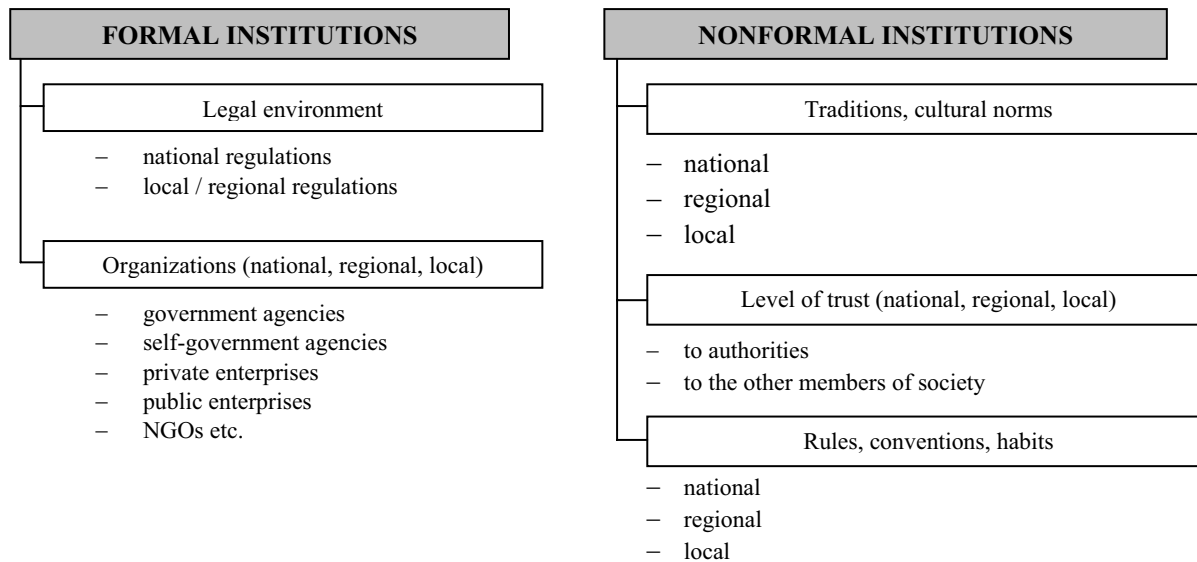 FORMAL INSTITUTIONS
Legal environment
– national regulations
– local / regional regulations
Organizations (national, regional, local)
– government agencies
– self-government agencies
– private enterprises
– public enterprises
– NGOs etc.
NONFORMAL INSTITUTIONS
Traditions, cultural norms
– national
– regional
– local
Level of trust (national, regional, local)
– to authorities
– to the other members of society
Rules, conventions, habits
– national
– regional
– local